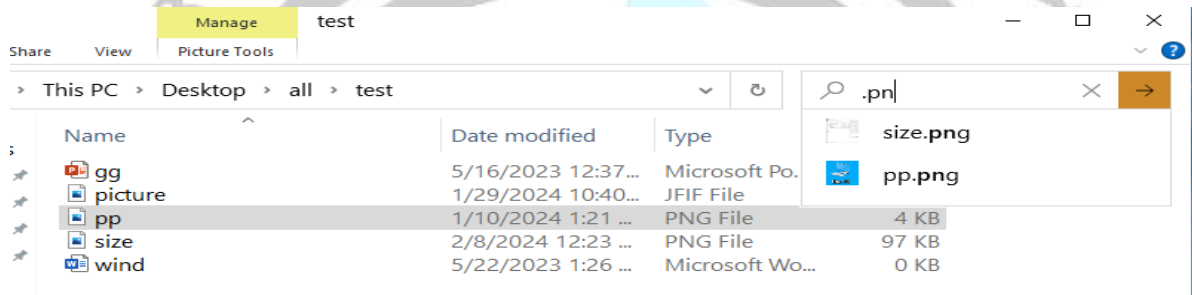 Manage test
Share View Picture Tools
This PC > Desktop > all > test .pn
Name Date modified Type size.png
gg 5/16/2023 12:37... Microsoft Po. pp.png
picture 1/29/2024 10:40... JFIF File
pp 1/10/2024 1:21 ... PNG File 4 KB
size 2/8/2024 12:23 ... PNG File 97 KB
wind 5/22/2023 1:26 ... Microsoft Wo... 0 KB